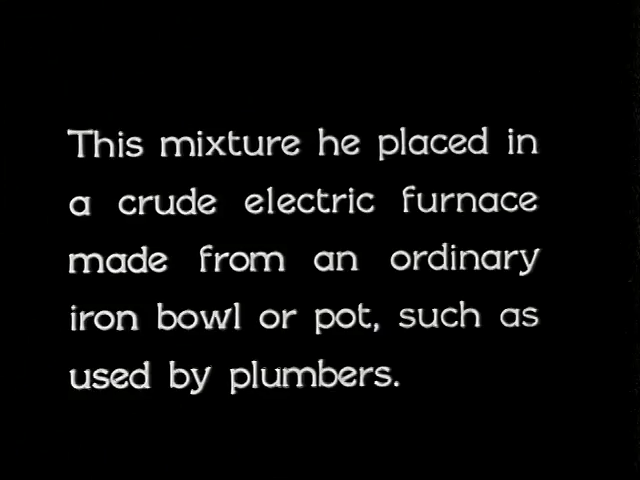 This mixture he placed in
a crude electric furnace
made from an ordinary
iron bowl or pot, such as
used by plumbers.